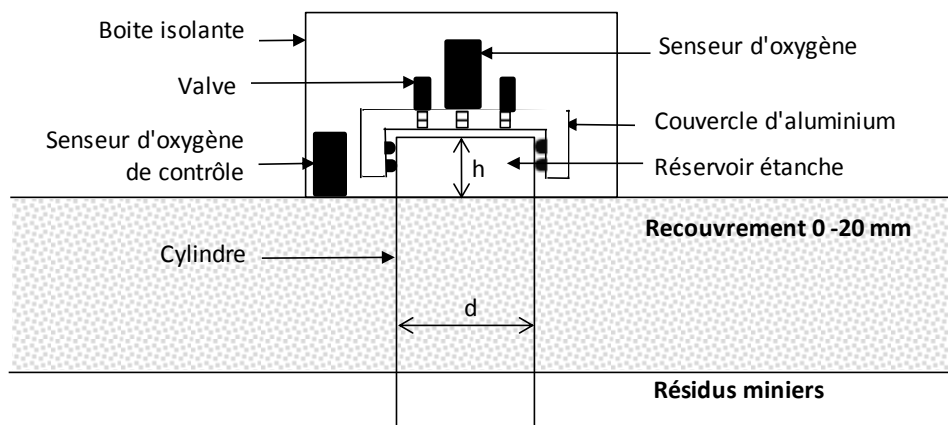 Boite isolante
Senseur d'oxygène
Valve
Couvercle d'aluminium
Senseur d'oxygène
de contrôle
h
Réservoir étanche
Recouvrement 0 -20 mm
Cylindre
d
Résidus miniers